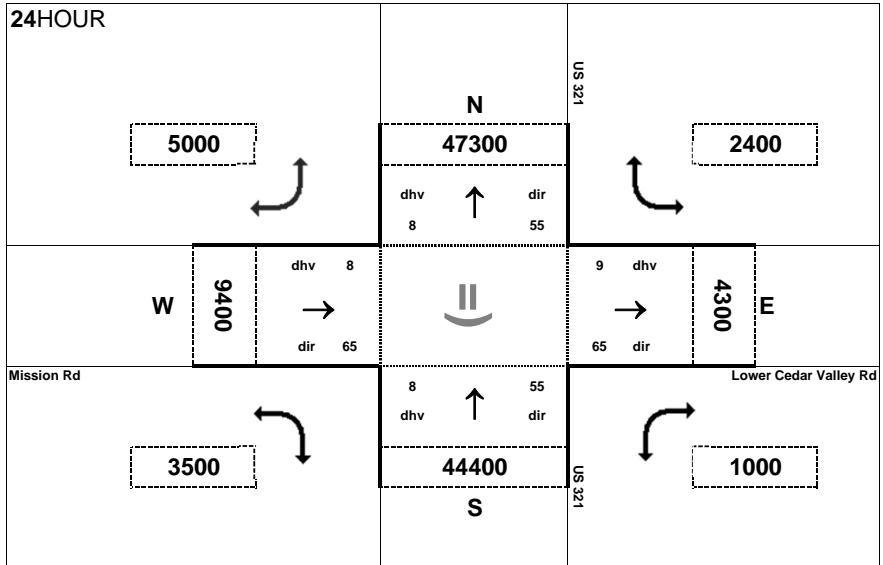 24HOUR
US 321
N
5000
47300
2400
dhv
dir
8
55
dhv 8
9 dhv
W
9400
4300
E
dir 65
65 dir
Mission Rd
Lower Cedar Valley Rd
8
55
dhv
dir
3500
44400
1000
US 321
S